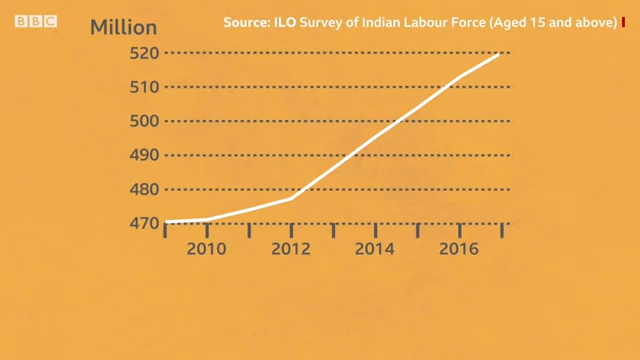 BBC
Source: ILO Survey of Indian Labour Force (Aged 15 and above)
Million
520
510
500
490
480
470
2010 2012 2014 2016